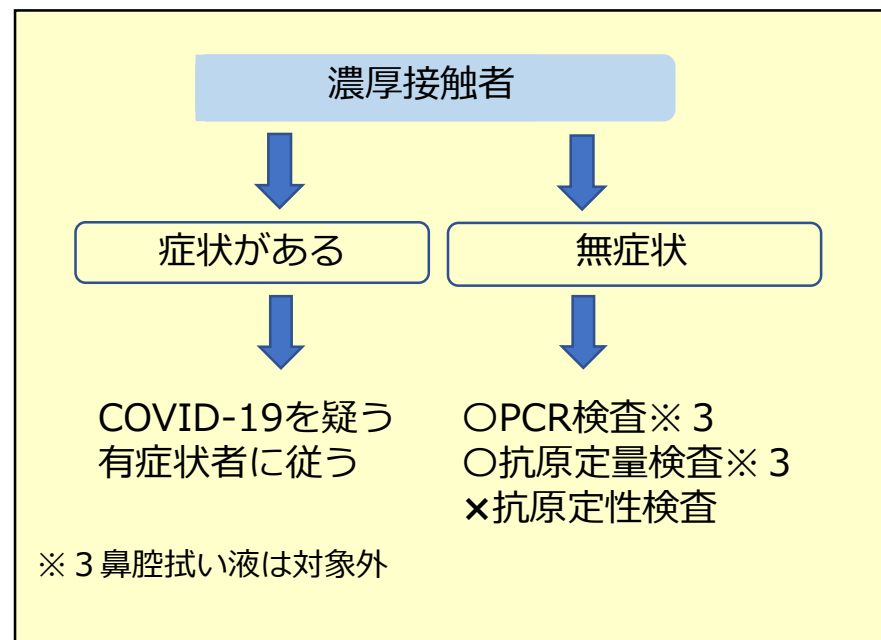 濃厚接触者
症状がある
無症状
COVID-19を疑う
有症状者に従う
〇PCR検査※３
〇抗原定量検査※３
×抗原定性検査
※３鼻腔拭い液は対象外